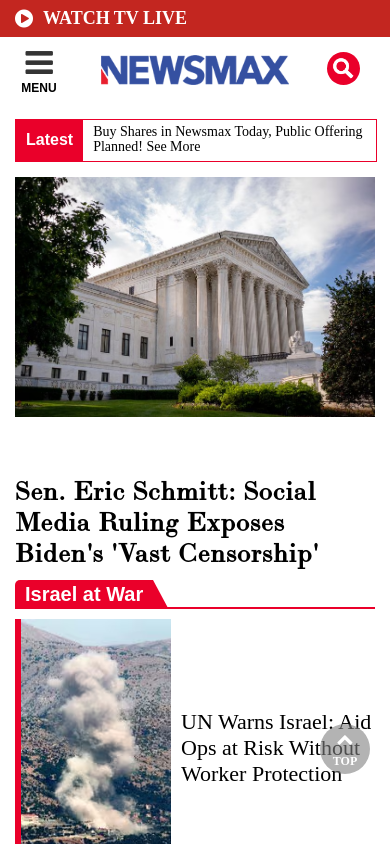 WATCH TV LIVE
MENU
NEWSMAX
Latest
Buy Shares in Newsmax Today, Public Offering
Planned! See More
Sen. Eric Schmitt: Social
Media Ruling Exposes
Biden's 'Vast Censorship'
Israel at War
UN Warns Israel: Aid
Ops at Risk Without
Worker Protection
TOP